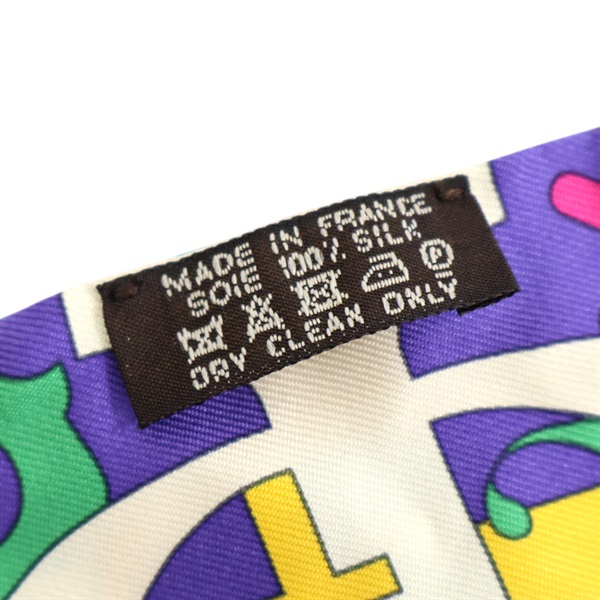 MADE IN FRANCE
SOIE 100% SILK
P
DRY CLEAN ONLY